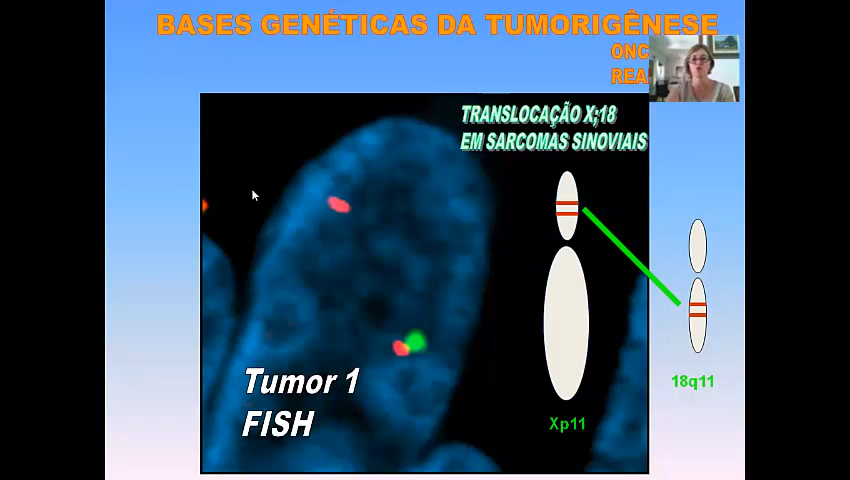 BASES GENÉTICAS DA TUMORIGÊNESE
TRANSLOCAÇÃO X;18
EM SARCOMAS SINOVIAIS
Tumor 1
FISH
Xp11
18q11